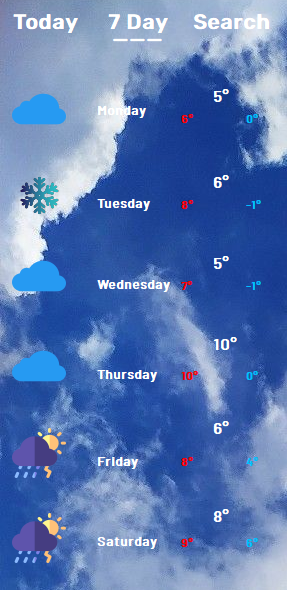 Today 7 Day Search
5°
Monday 6° 0°
6°
Tuesday 8° -1°
5°
Wednesday 7° -1°
10°
Thursday 10° 0°
6°
Friday 8°
8°
Saturday 9°